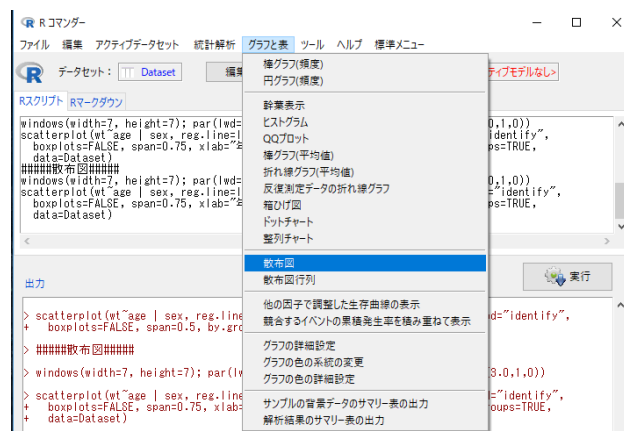 R コマンダー
ファイル 編集 アクティブデータセット 統計解析 グラフと表 ツール ヘルプ 標準メニュー
データセット: Dataset 編集
ティブモデルなし>
Rスクリプト Rマークダウン
棒グラフ(頻度)
円グラフ(頻度)
幹葉表示
ヒストグラム
QQプロット
棒グラフ(平均値)
折れ線グラフ(平均値)
反復測定データの折れ線グラフ
箱ひげ図
ドットチャート
整列チャート
散布図
散布図行列
他の因子で調整した生存曲線の表示
競合するイベントの累積発生率を積み重ねて表示
グラフの詳細設定
グラフの色の系統の変更
グラフの色の詳細設定
サンプルの背景データのサマリー表の出力
解析結果のサマリー表の出力
windows(width=7, height=7); par(lwd= 0,1,0))
scatterplot(wt~age | sex, reg.line=l "identify",
boxplots=FALSE, span=0.75, xlab="年 ps=TRUE,
data=Dataset)
#####散布図#####
windows(width=7, height=7); par(lwd= 0,1,0))
scatterplot(wt~age | sex, reg.line=l ="identify",
boxplots=FALSE, span=0.75, xlab="年 ps=TRUE,
data=Dataset)
実行
出力
> scatterplot(wt~age | sex, reg.line d="identify",
+ boxplots=FALSE, span=0.5, by.gro
> #####散布図#####
> windows(width=7, height=7); par(lw 3.0,1,0))
> scatterplot(wt~age | sex, reg.line ="identify",
+ boxplots=FALSE, span=0.75, xlab= oups=TRUE,
+ data=Dataset)